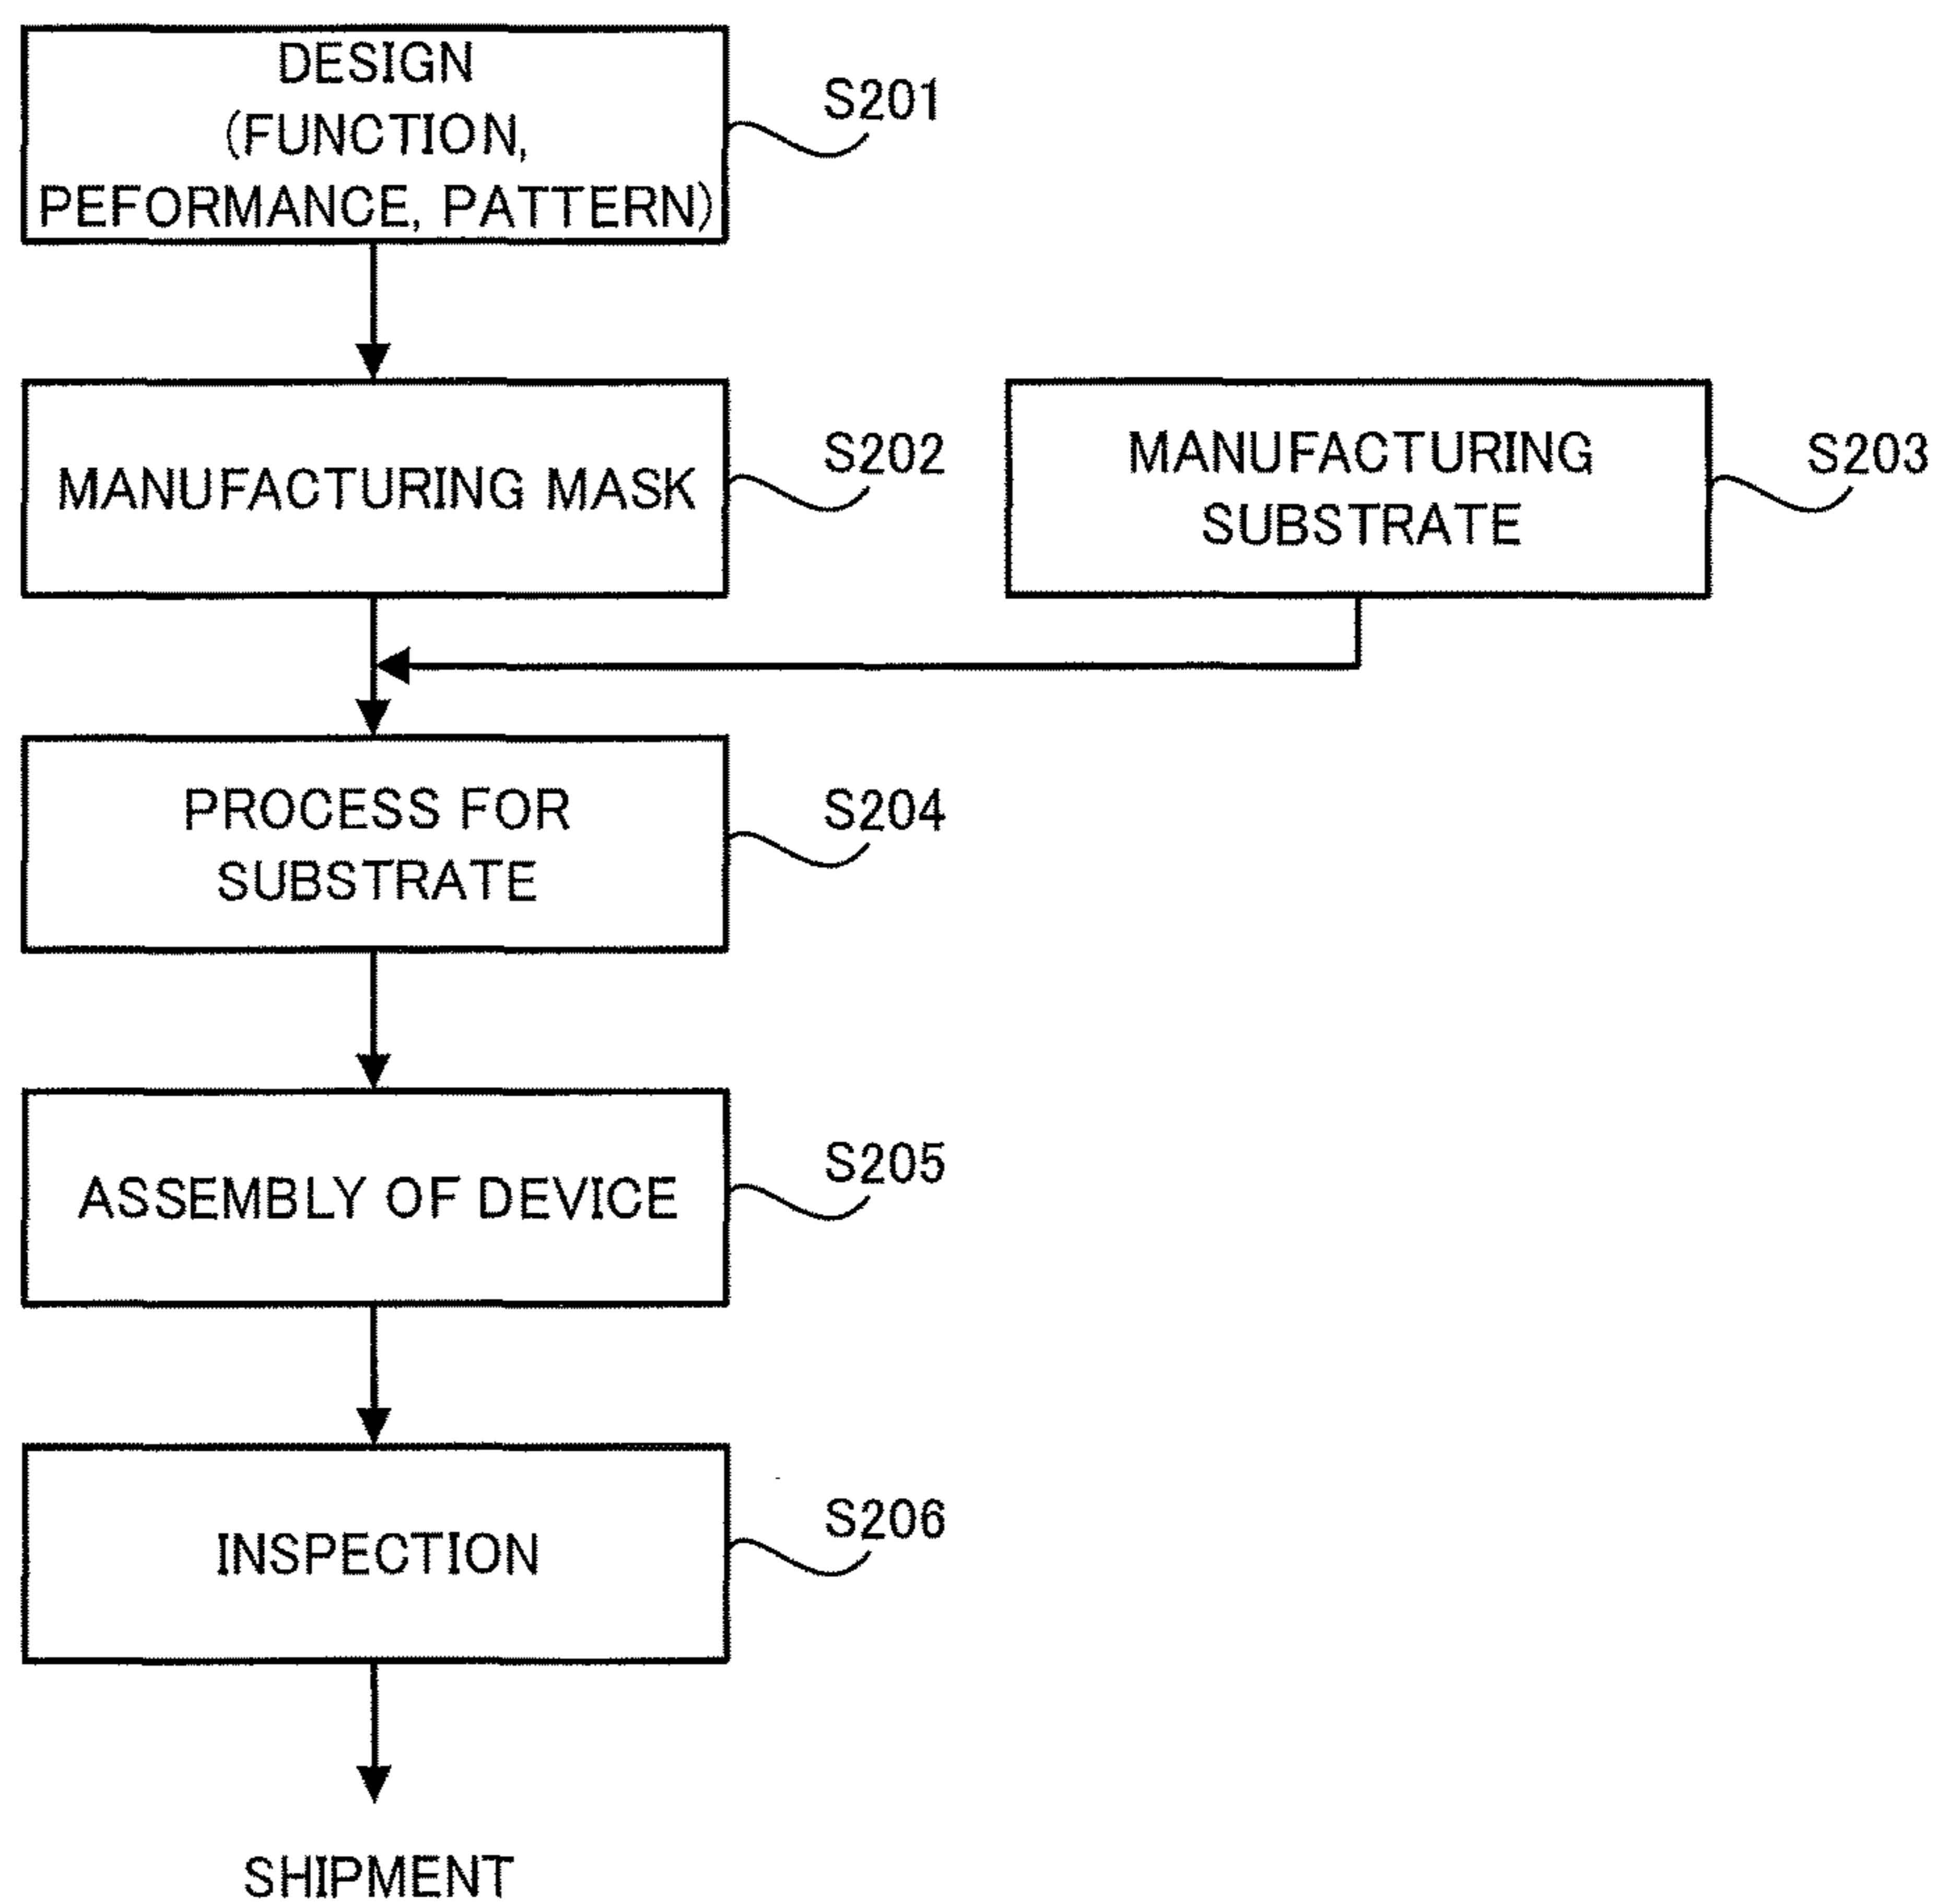 DESIGN
(FUNCTION,
PEFORMANCE, PATTERN)
S201
MANUFACTURING MASK
S202
MANUFACTURING
SUBSTRATE
S203
PROCESS FOR
SUBSTRATE
S204
ASSEMBLY OF DEVICE
S205
INSPECTION
S206
SHIPMENT